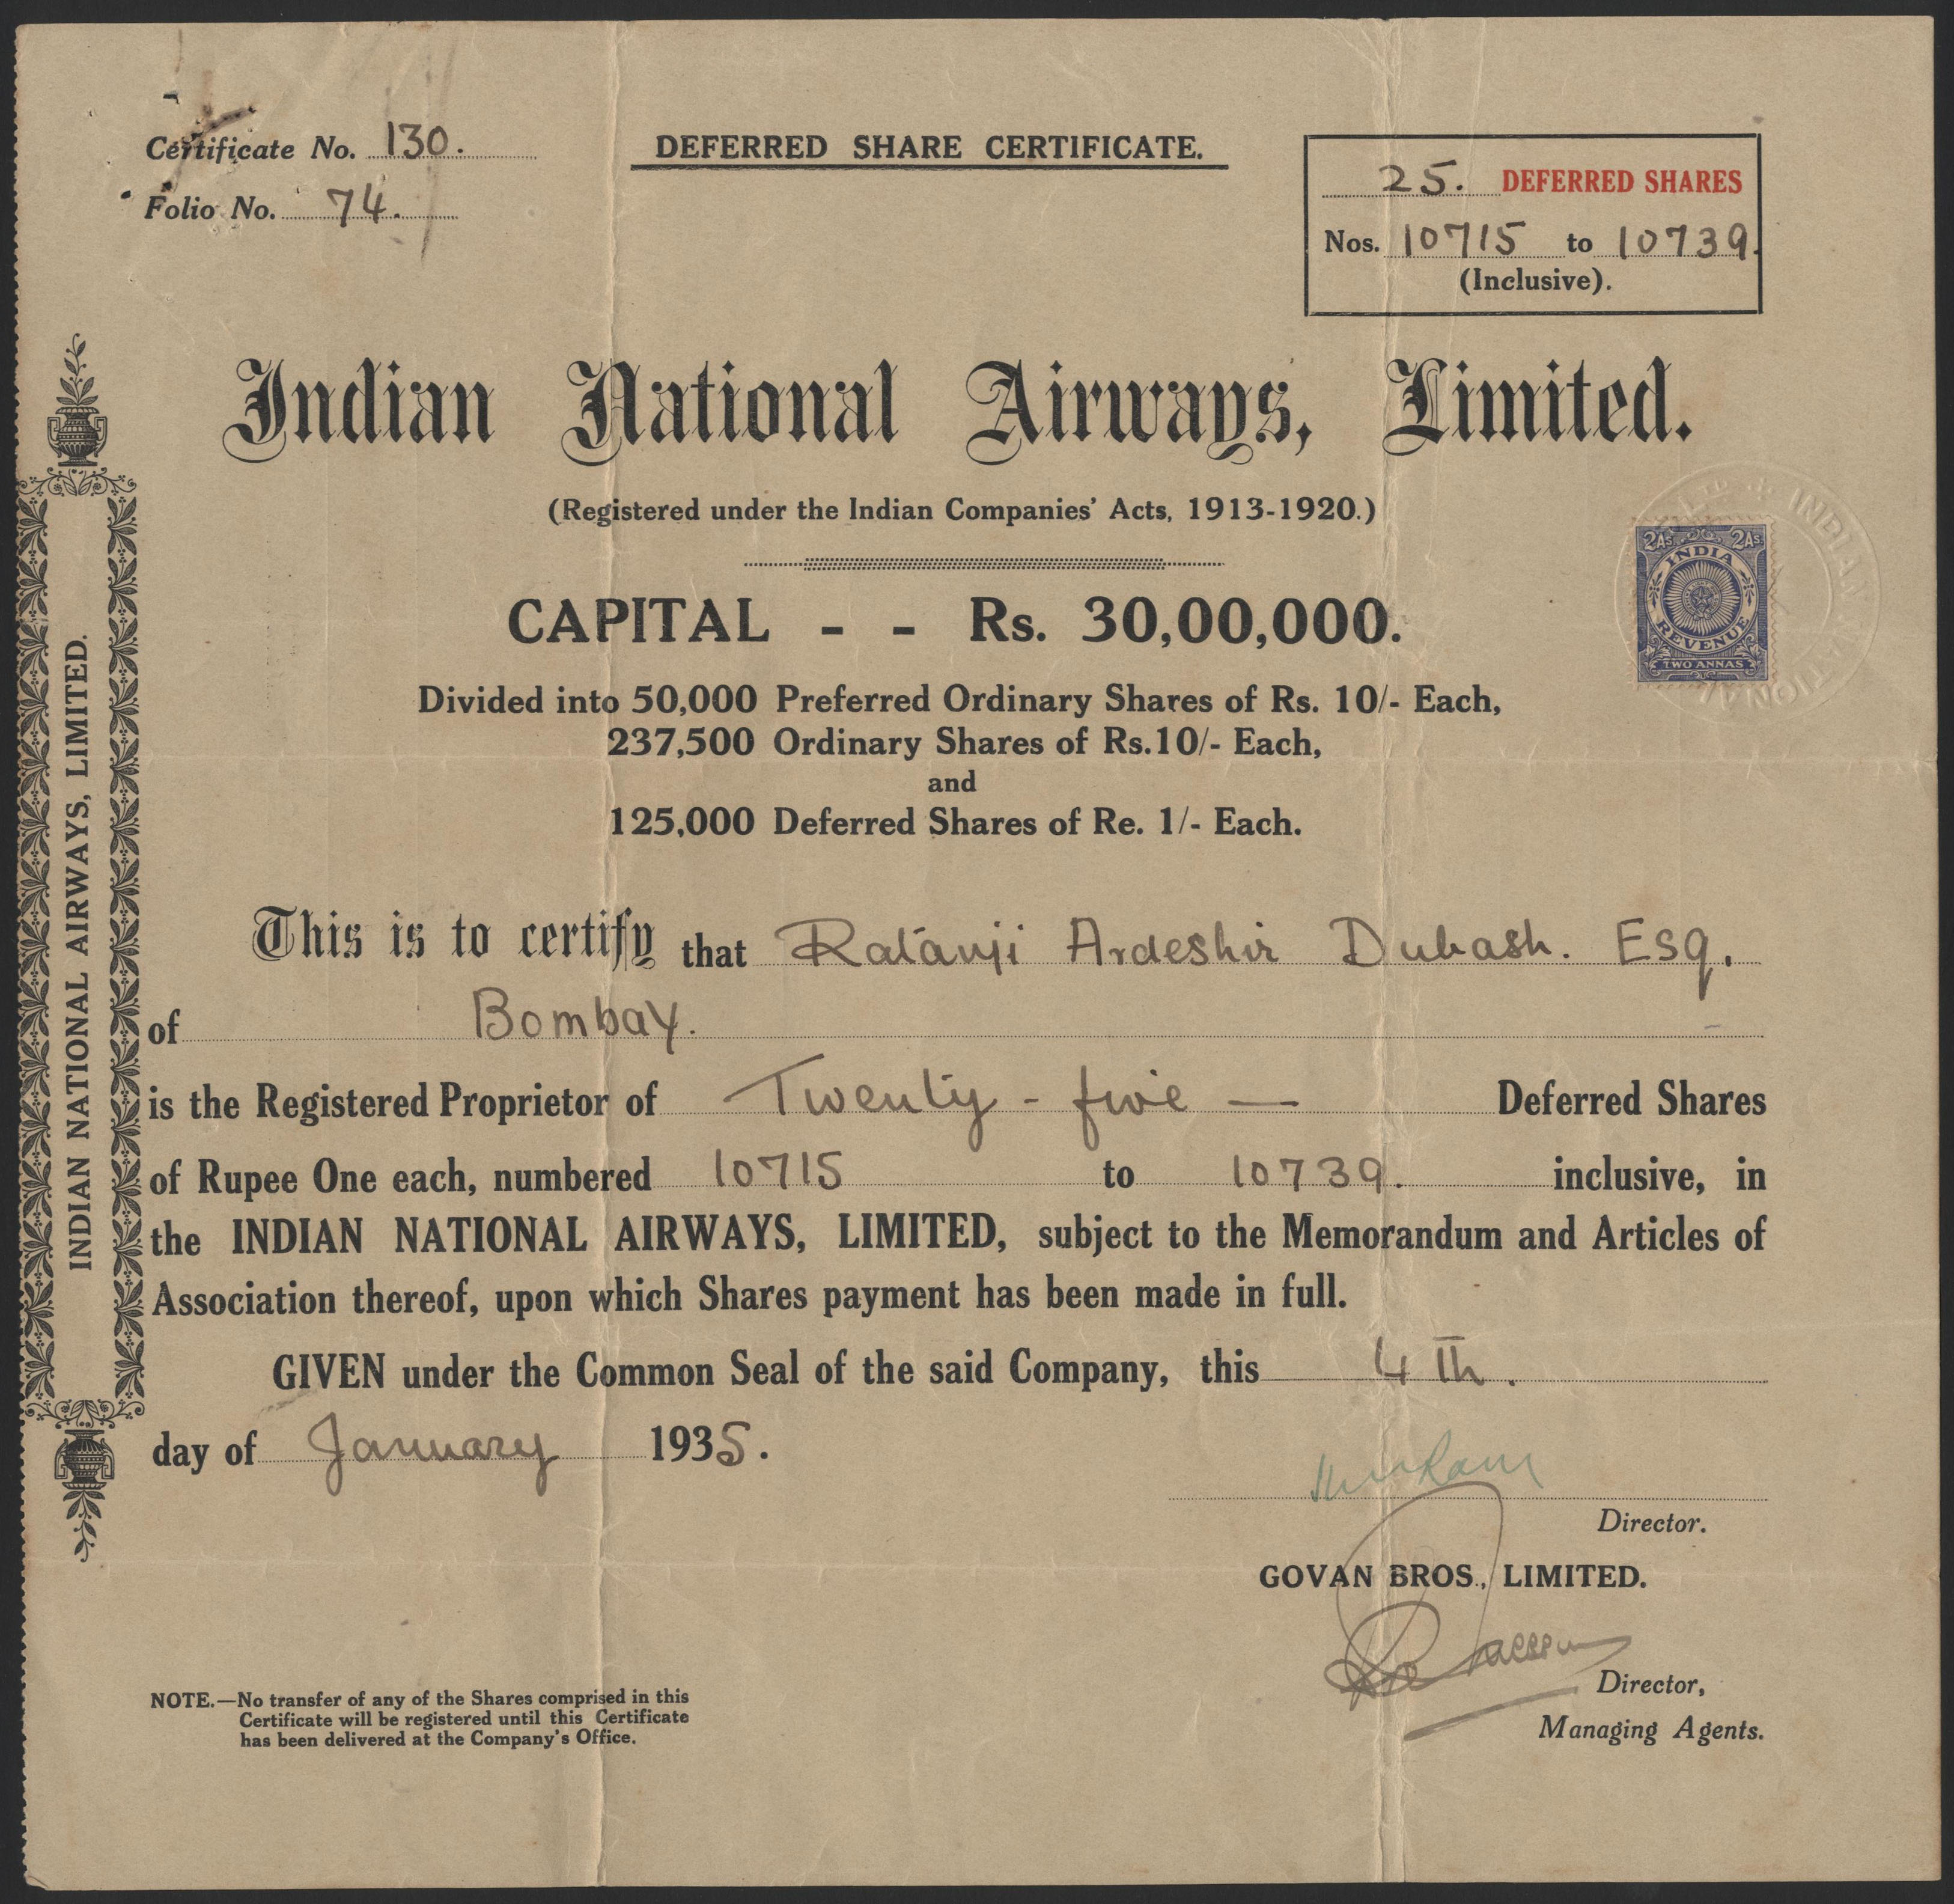 Certificate No. 130.
Folio No. 74.
DEFERRED SHARE CERTIFICATE.
25. DEFERRED SHARES
Nos. 10715 to 10739.
(Inclusive).
Indian National Airways, Limited.
(Registered under the Indian Companies' Acts, 1913-1920.)
2As. 2As.
INDIA
REVENUE
TWO ANNAS
INDIAN NATIONAL
CAPITAL - - Rs. 30,00,000.
Divided into 50,000 Preferred Ordinary Shares of Rs. 10/- Each,
237,500 Ordinary Shares of Rs.10/- Each,
and
125,000 Deferred Shares of Re. 1/- Each.
INDIAN NATIONAL AIRWAYS, LIMITED.
This is to certify that Ratanji Ardeshir Dubash. Esq.
of Bombay.
is the Registered Proprietor of Twenty - five — Deferred Shares
of Rupee One each, numbered 10715 to 10739. inclusive, in
the INDIAN NATIONAL AIRWAYS, LIMITED, subject to the Memorandum and Articles of
Association thereof, upon which Shares payment has been made in full.
GIVEN under the Common Seal of the said Company, this 4th.
day of January 1935.
Director.
GOVAN BROS., LIMITED.
Director,
Managing Agents.
NOTE.—No transfer of any of the Shares comprised in this
Certificate will be registered until this Certificate
has been delivered at the Company's Office.